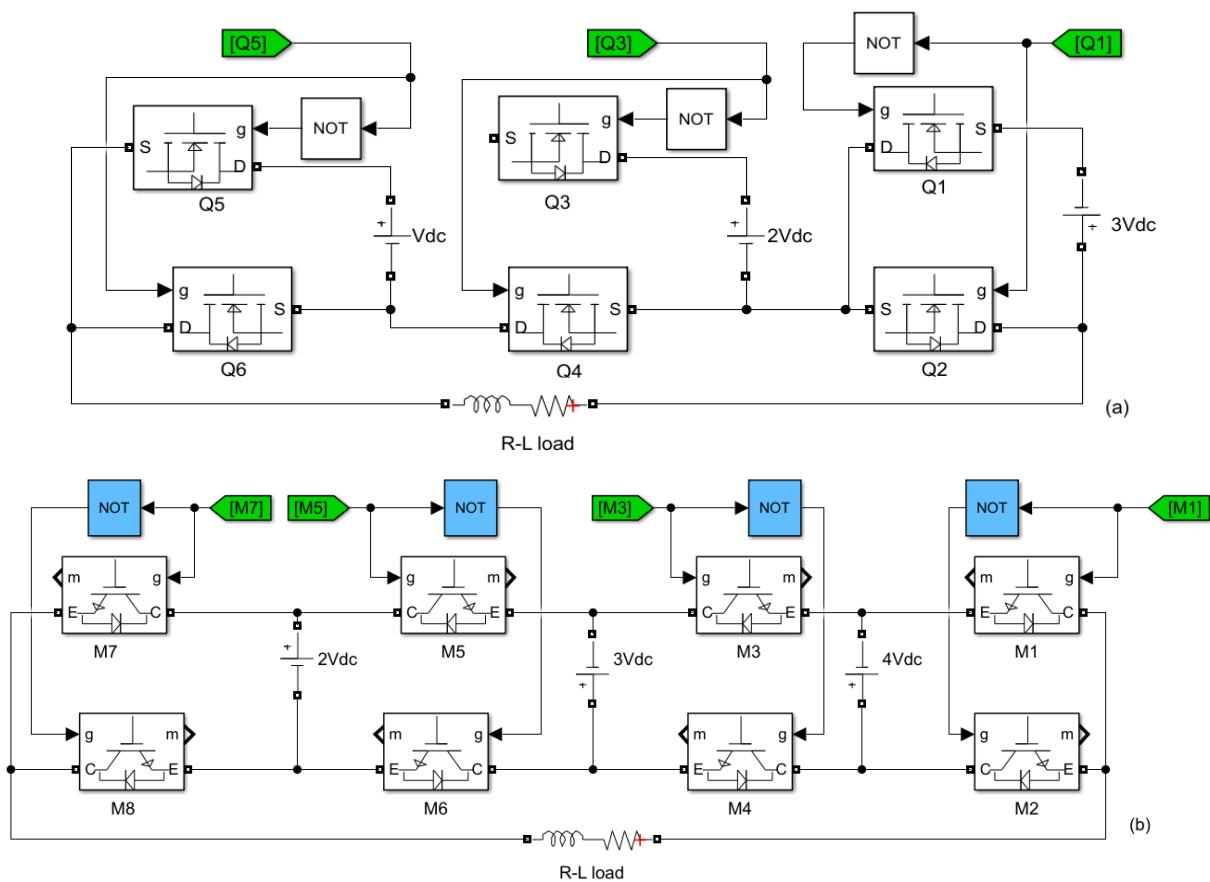 [Q5] [Q3] NOT [Q1]
g NOT g NOT g S
S D S D D
Q5 Q3 Q1
+ Vdc + 2Vdc + 3Vdc
g S g S g
D D S D
Q6 Q4 Q2
+ (a)
R-L load
NOT [M7] [M5] NOT [M3] NOT NOT [M1]
m g g m g m m g
E C C E C E E C
M7 M5 M3 M1
+ 2Vdc + 3Vdc + 4Vdc
g m m g m g g m
C E E C E C C E
M8 M6 M4 M2
+ (b)
R-L load